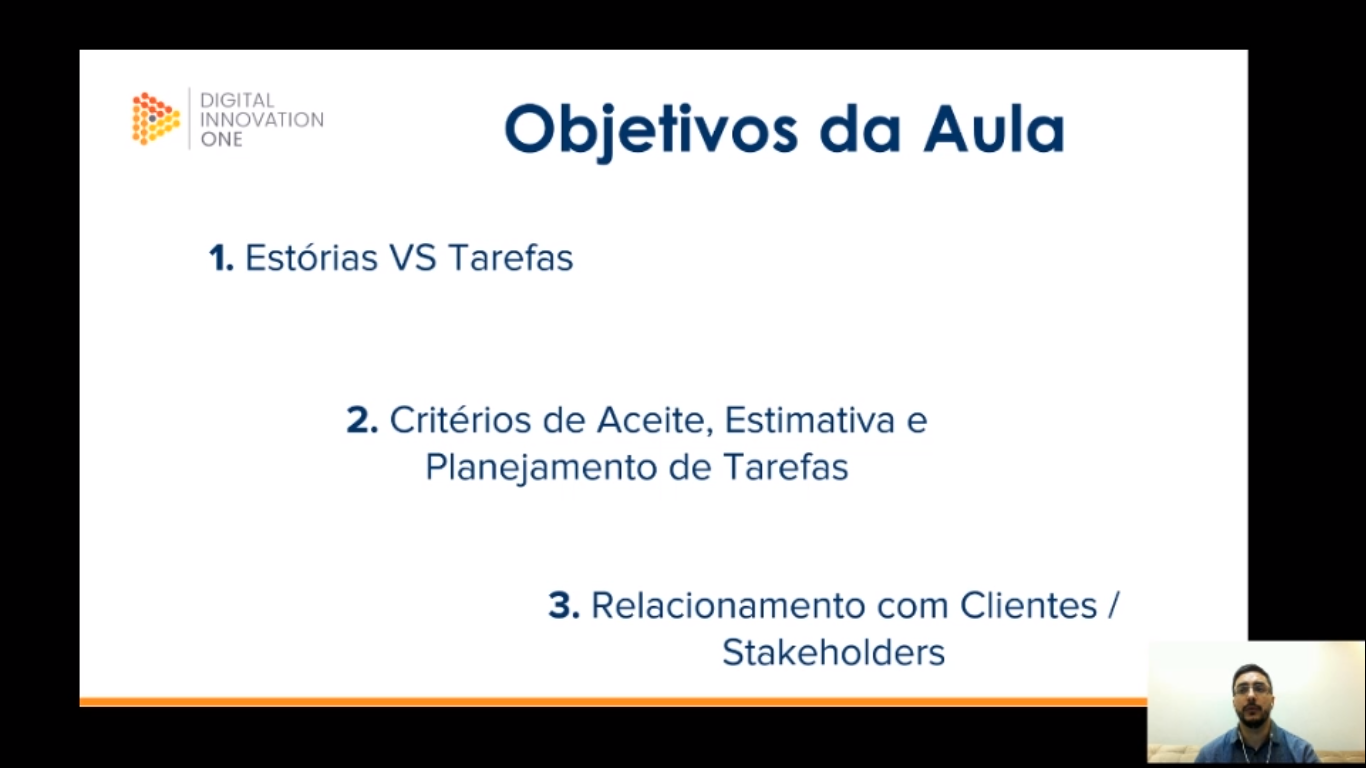 DIGITAL
INNOVATION
ONE
Objetivos da Aula
1. Estórias VS Tarefas
2. Critérios de Aceite, Estimativa e
Planejamento de Tarefas
3. Relacionamento com Clientes /
Stakeholders